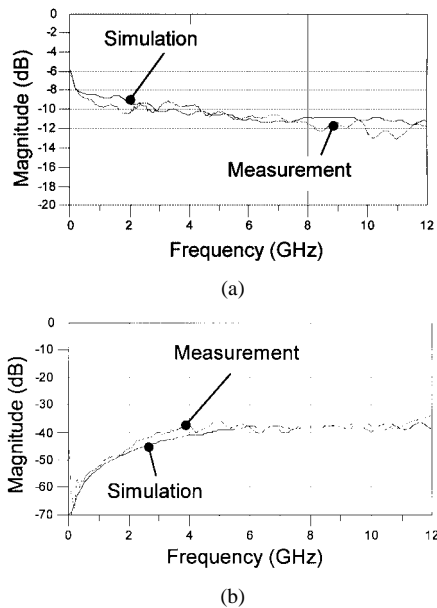 0
-2
-4
-6
-8
-10
-12
-14
-16
-18
-20
Magnitude (dB)
Simulation
Measurement
0 2 4 6 8 10 12
Frequency (GHz)
(a)
0
-10
-20
-30
-40
-50
-60
-70
Magnitude (dB)
Measurement
Simulation
0 2 4 6 8 10 12
Frequency (GHz)
(b)